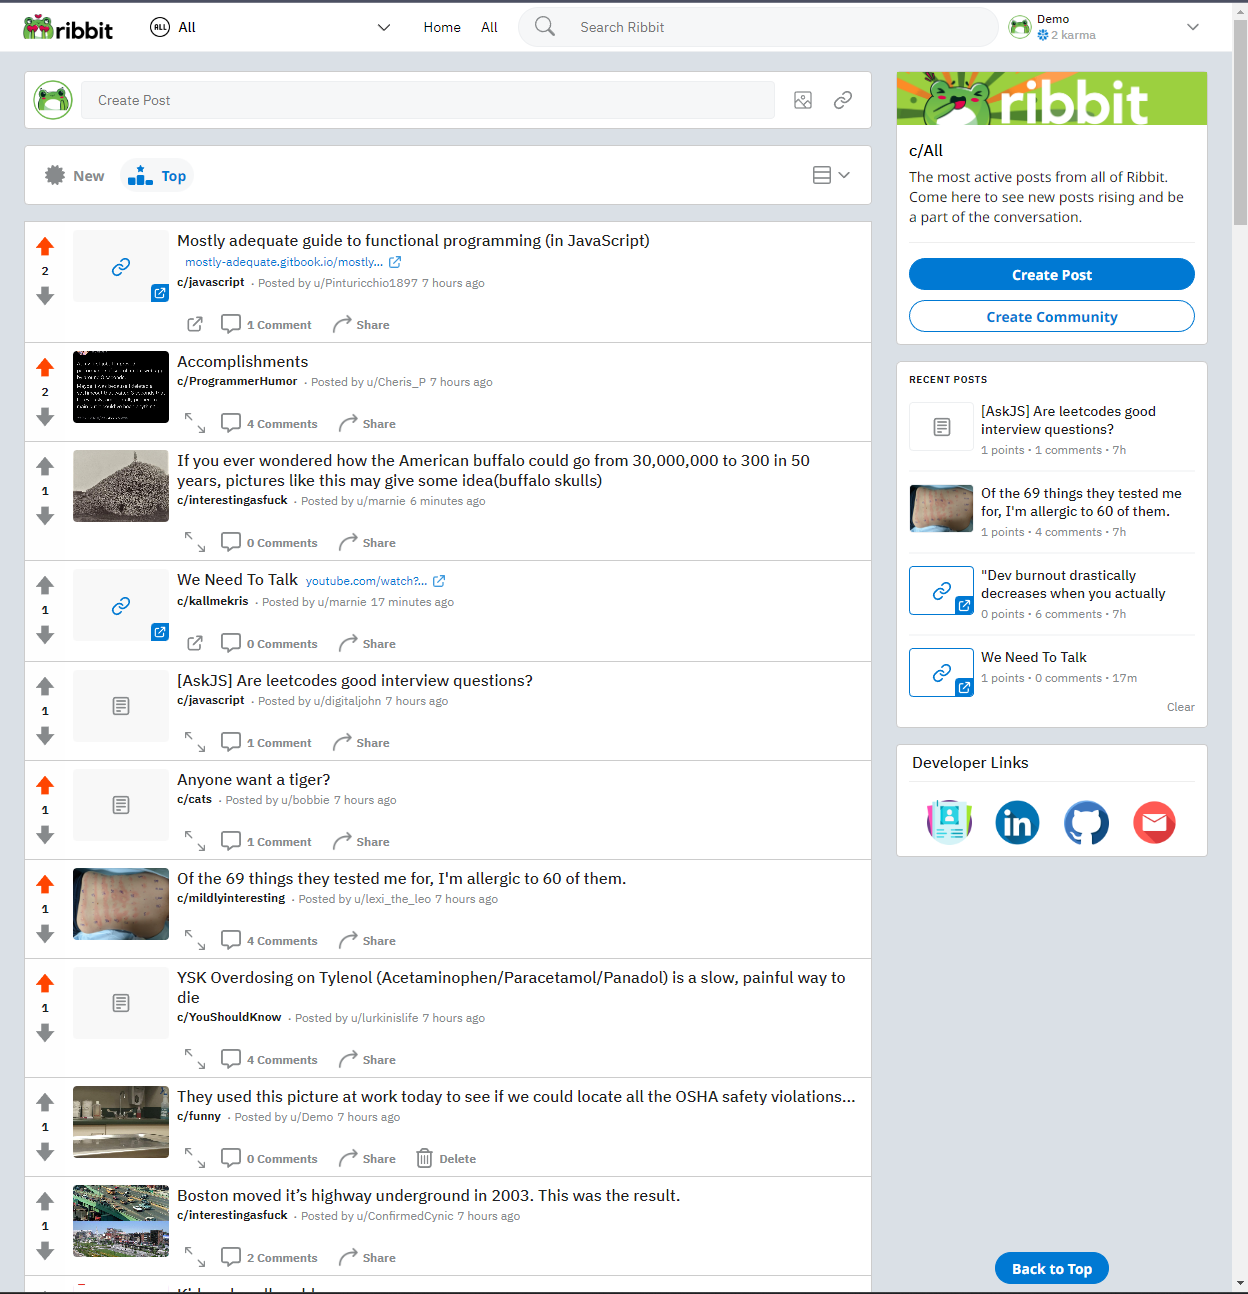 ribbit
ALL All
Home All
Search Ribbit
Demo
2 karma
Create Post
New Top
2
Mostly adequate guide to functional programming (in JavaScript)
mostly-adequate.gitbook.io/mostly...
c/javascript · Posted by u/Pinturicchio1897 7 hours ago
1 Comment Share
2
Accomplishments
c/ProgrammerHumor · Posted by u/Cheris_P 7 hours ago
4 Comments Share
1
If you ever wondered how the American buffalo could go from 30,000,000 to 300 in 50
years, pictures like this may give some idea(buffalo skulls)
c/interestingasfuck · Posted by u/marnie 6 minutes ago
0 Comments Share
1
We Need To Talk youtube.com/watch?...
c/kallmekris · Posted by u/marnie 17 minutes ago
0 Comments Share
1
[AskJS] Are leetcodes good interview questions?
c/javascript · Posted by u/digitaljohn 7 hours ago
1 Comment Share
1
Anyone want a tiger?
c/cats · Posted by u/bobbie 7 hours ago
1 Comment Share
1
Of the 69 things they tested me for, I'm allergic to 60 of them.
c/mildlyinteresting · Posted by u/lexi_the_leo 7 hours ago
4 Comments Share
1
YSK Overdosing on Tylenol (Acetaminophen/Paracetamol/Panadol) is a slow, painful way to
die
c/YouShouldKnow · Posted by u/lurkinislife 7 hours ago
4 Comments Share
1
They used this picture at work today to see if we could locate all the OSHA safety violations...
c/funny · Posted by u/Demo 7 hours ago
0 Comments Share Delete
1
Boston moved it’s highway underground in 2003. This was the result.
c/interestingasfuck · Posted by u/ConfirmedCynic 7 hours ago
2 Comments Share
ribbit
c/All
The most active posts from all of Ribbit.
Come here to see new posts rising and be
a part of the conversation.
Create Post
Create Community
RECENT POSTS
[AskJS] Are leetcodes good
interview questions?
1 points • 1 comments • 7h
Of the 69 things they tested me
for, I'm allergic to 60 of them.
1 points • 4 comments • 7h
"Dev burnout drastically
decreases when you actually
0 points • 6 comments • 7h
We Need To Talk
1 points • 0 comments • 17m
Clear
Developer Links
in
Back to Top